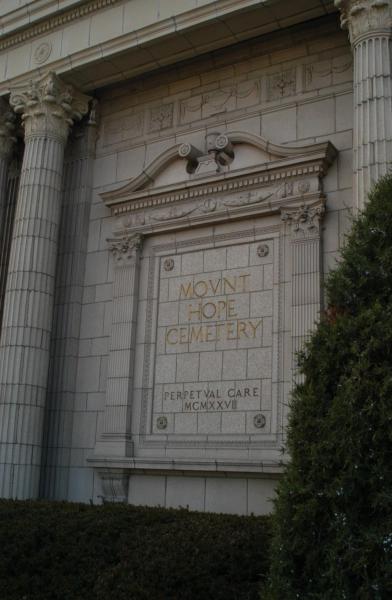 MOVNT
HOPE
CEMETERY
PERPETVAL CARE
MCMXXVII